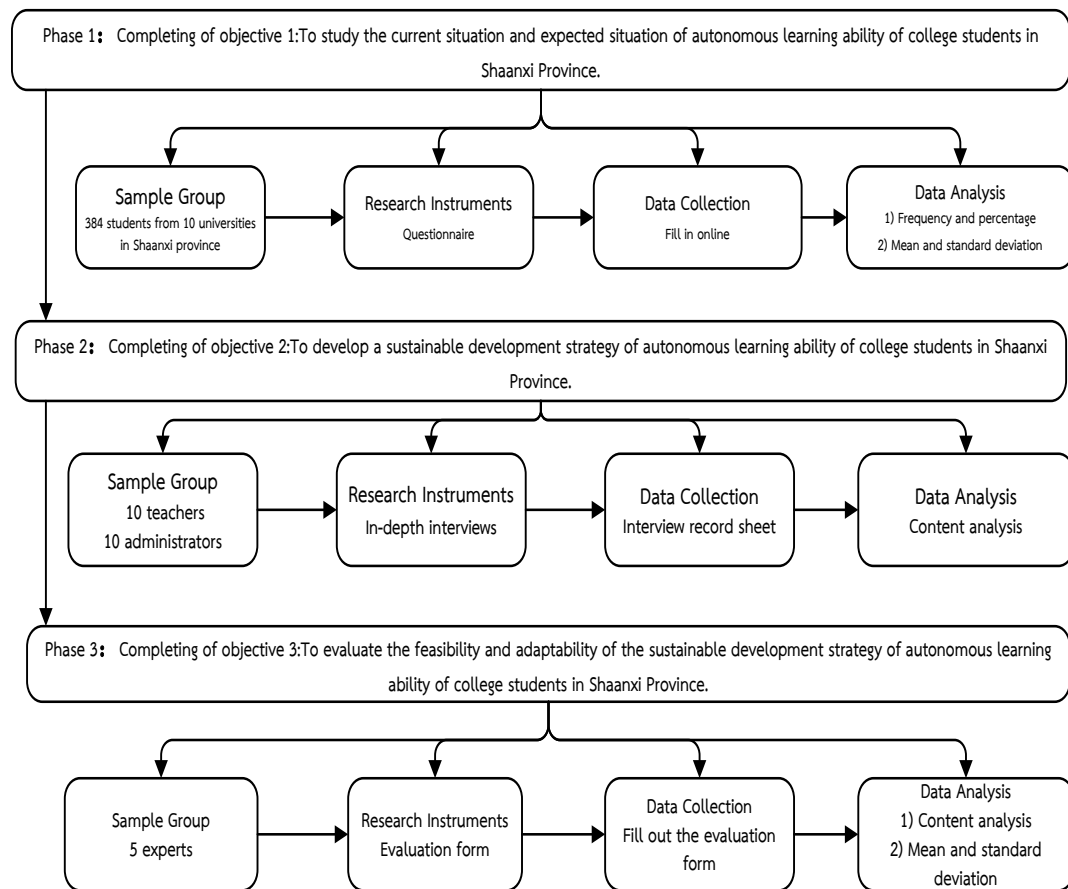 Phase 1： Completing of objective 1:To study the current situation and expected situation of autonomous learning ability of college students in
Shaanxi Province.
Sample Group
384 students from 10 universities
in Shaanxi province
Research Instruments
Questionnaire
Data Collection
Fill in online
Data Analysis
1) Frequency and percentage
2) Mean and standard deviation
Phase 2： Completing of objective 2:To develop a sustainable development strategy of autonomous learning ability of college students in Shaanxi
Province.
Sample Group
10 teachers
10 administrators
Research Instruments
In-depth interviews
Data Collection
Interview record sheet
Data Analysis
Content analysis
Phase 3： Completing of objective 3:To evaluate the feasibility and adaptability of the sustainable development strategy of autonomous learning
ability of college students in Shaanxi Province.
Sample Group
5 experts
Research Instruments
Evaluation form
Data Collection
Fill out the evaluation
form
Data Analysis
1) Content analysis
2) Mean and standard
deviation